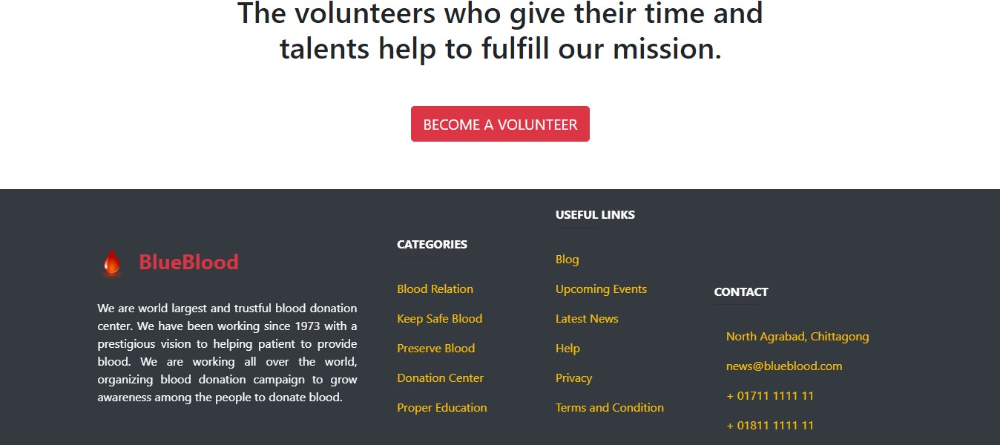 The volunteers who give their time and
talents help to fulfill our mission.
BECOME A VOLUNTEER
BlueBlood
We are world largest and trustful blood donation
center. We have been working since 1973 with a
prestigious vision to helping patient to provide
blood. We are working all over the world,
organizing blood donation campaign to grow
awareness among the people to donate blood.
CATEGORIES
Blood Relation
Keep Safe Blood
Preserve Blood
Donation Center
Proper Education
USEFUL LINKS
Blog
Upcoming Events
Latest News
Help
Privacy
Terms and Condition
CONTACT
North Agrabad, Chittagong
news@blueblood.com
+ 01711 1111 11
+ 01811 1111 11